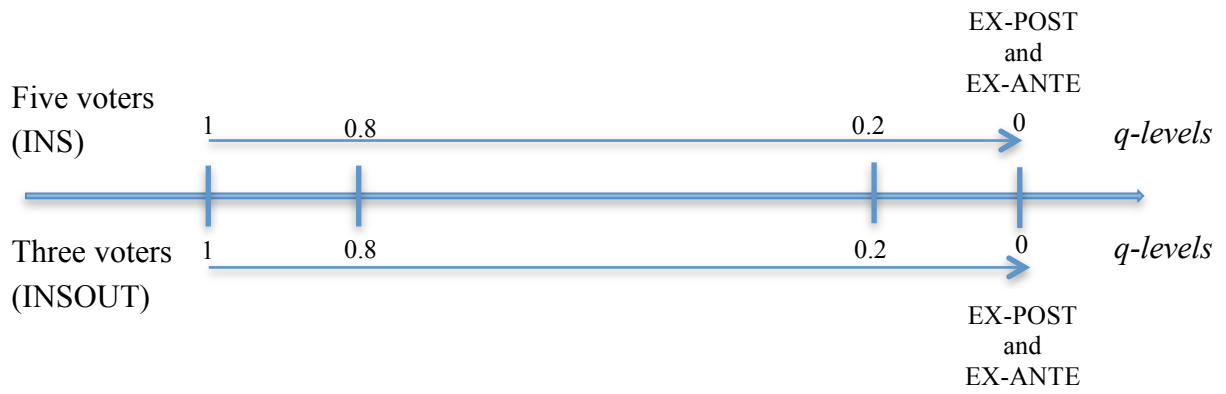 EX-POST
and
EX-ANTE
Five voters
(INS)
1 0.8 0.2 0 q-levels
Three voters
(INSOUT)
1 0.8 0.2 0 q-levels
EX-POST
and
EX-ANTE